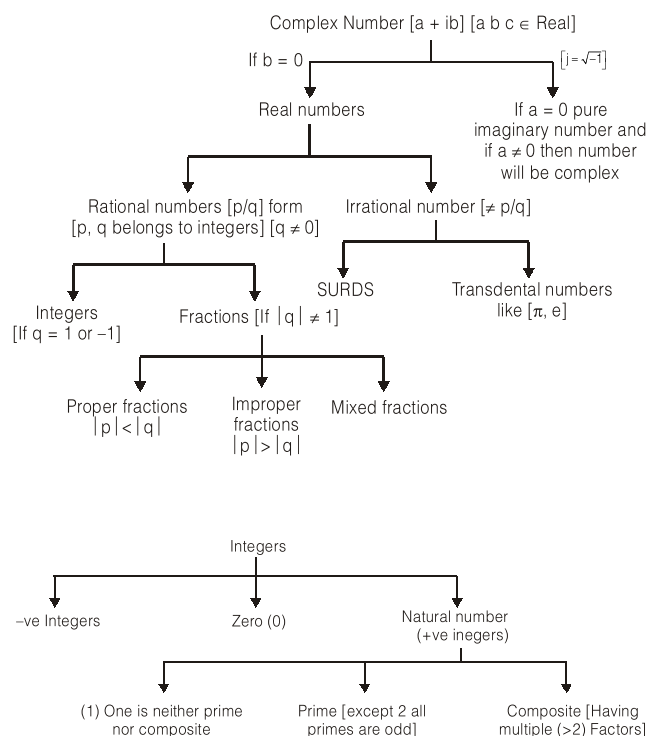 Complex Number [a + ib] [a b c ∈ Real]
If b = 0
[j = √−1]
Real numbers
If a = 0 pure
imaginary number and
if a ≠ 0 then number
will be complex
Rational numbers [p/q] form
[p, q belongs to integers] [q ≠ 0]
Irrational number [≠ p/q]
Integers
[If q = 1 or −1]
Fractions [If |q| ≠ 1]
SURDS
Transdental numbers
like [π, e]
Proper fractions
|p| < |q|
Improper
fractions
|p| > |q|
Mixed fractions
Integers
−ve Integers
Zero (0)
Natural number
(+ve inegers)
(1) One is neither prime
nor composite
Prime [except 2 all
primes are odd]
Composite [Having
multiple (>2) Factors]